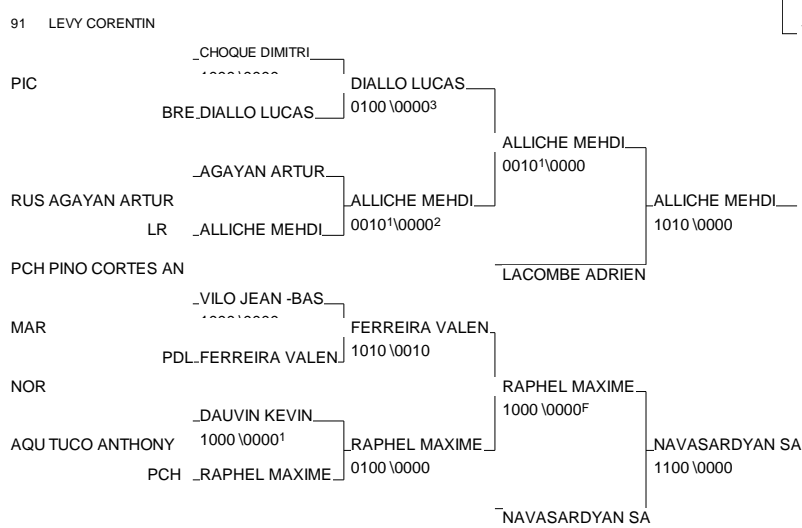 91 LEVY CORENTIN
CHOQUE DIMITRI
PIC
DIALLO LUCAS
0100 \0000³
BRE DIALLO LUCAS
ALLICHE MEHDI
0010¹\0000
AGAYAN ARTUR
RUS AGAYAN ARTUR
ALLICHE MEHDI
0010¹\0000²
ALLICHE MEHDI
1010 \0000
LR ALLICHE MEHDI
PCH PINO CORTES AN
LACOMBE ADRIEN
VILO JEAN -BAS
MAR
FERREIRA VALEN
1010 \0010
PDL FERREIRA VALEN
NOR
RAPHEL MAXIME
1000 \0000F
DAUVIN KEVIN
1000 \0000¹
AQU TUCO ANTHONY
RAPHEL MAXIME
0100 \0000
NAVASARDYAN SA
1100 \0000
PCH RAPHEL MAXIME
NAVASARDYAN SA